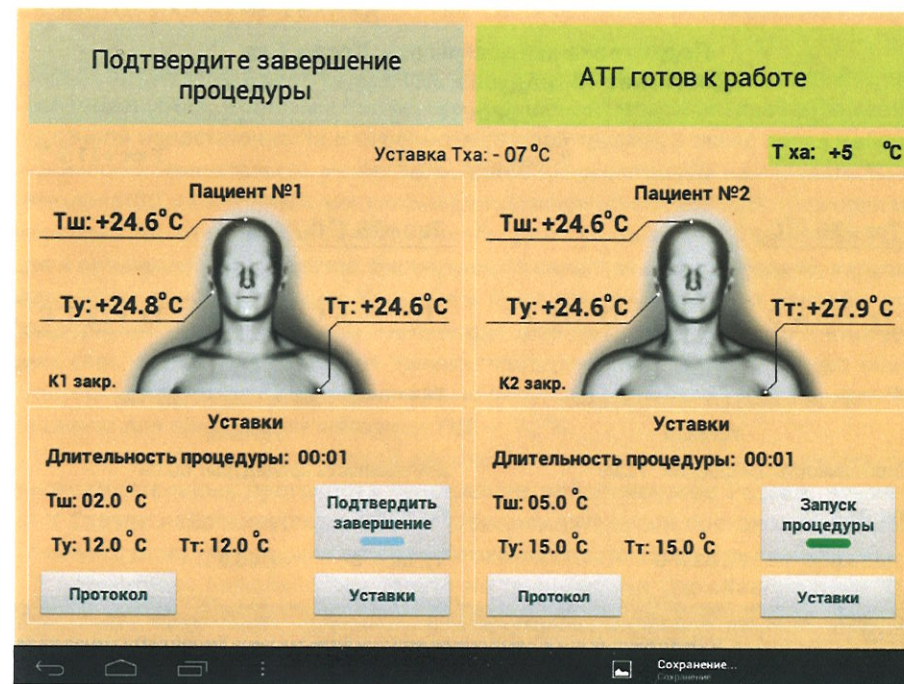 Подтвердите завершение
процедуры
АТГ готов к работе
Уставка Тха: - 07 °C
Т ха: +5 °C
Пациент №1
Тш: +24.6°C
Ту: +24.8°C
Тт: +24.6°C
К1 закр.
Пациент №2
Тш: +24.6°C
Ту: +24.6°C
Тт: +27.9°C
К2 закр.
Уставки
Длительность процедуры: 00:01
Тш: 02.0 °C
Ту: 12.0 °C Тт: 12.0 °C
Подтвердить
завершение
Протокол
Уставки
Уставки
Длительность процедуры: 00:01
Тш: 05.0 °C
Ту: 15.0 °C Тт: 15.0 °C
Запуск
процедуры
Протокол
Уставки
Сохранение...
Сохранение